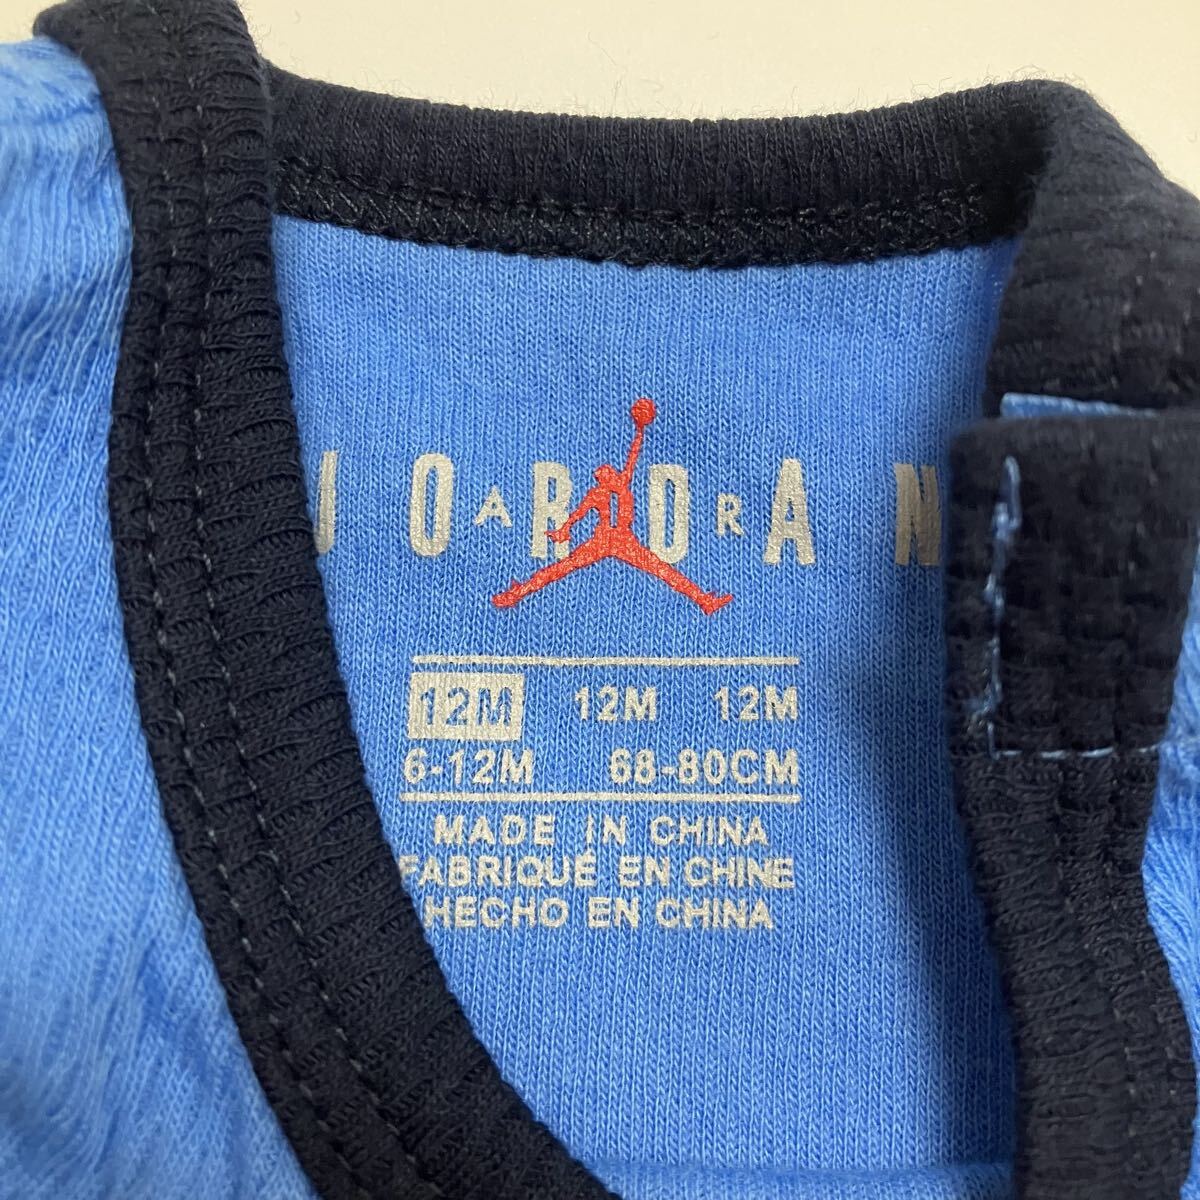 JORDAN
AIR
12M 12M 12M
6-12M 68-80CM
MADE IN CHINA
FABRIQUÉ EN CHINE
HECHO EN CHINA